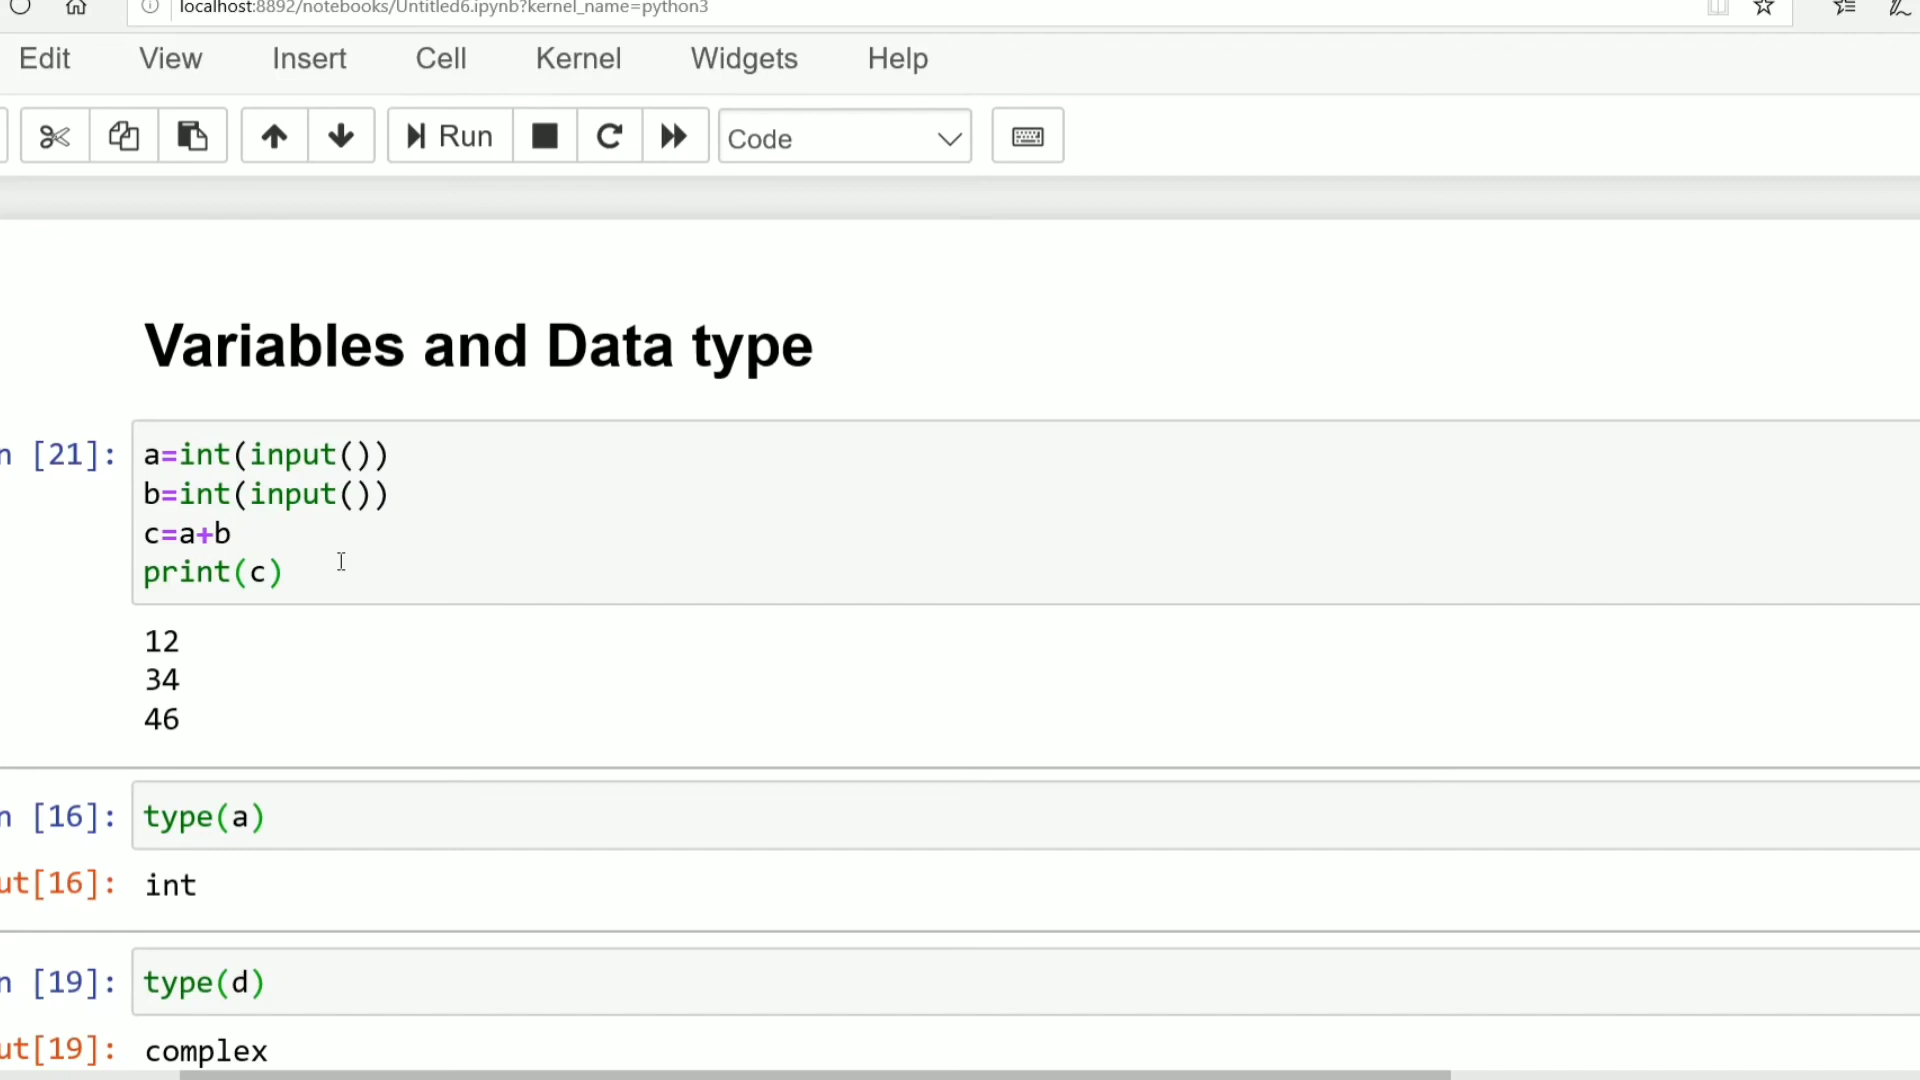 localhost:8892/notebooks/Untitled6.ipynb?kernel_name=python3
Edit View Insert Cell Kernel Widgets Help
Run Code
Variables and Data type
n [21]: a=int(input())
b=int(input())
c=a+b
print(c)
12
34
46
n [16]: type(a)
ut[16]: int
n [19]: type(d)
ut[19]: complex